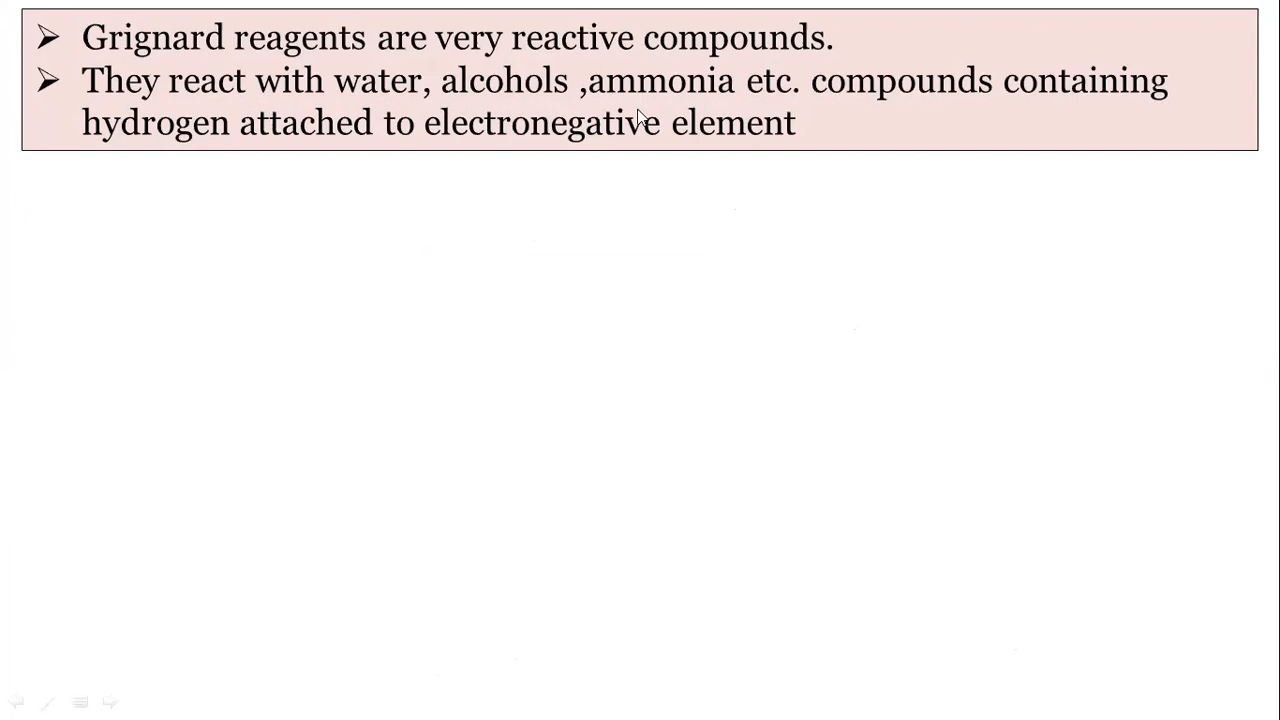 ➢ Grignard reagents are very reactive compounds.
➢ They react with water, alcohols ,ammonia etc. compounds containing
hydrogen attached to electronegative element